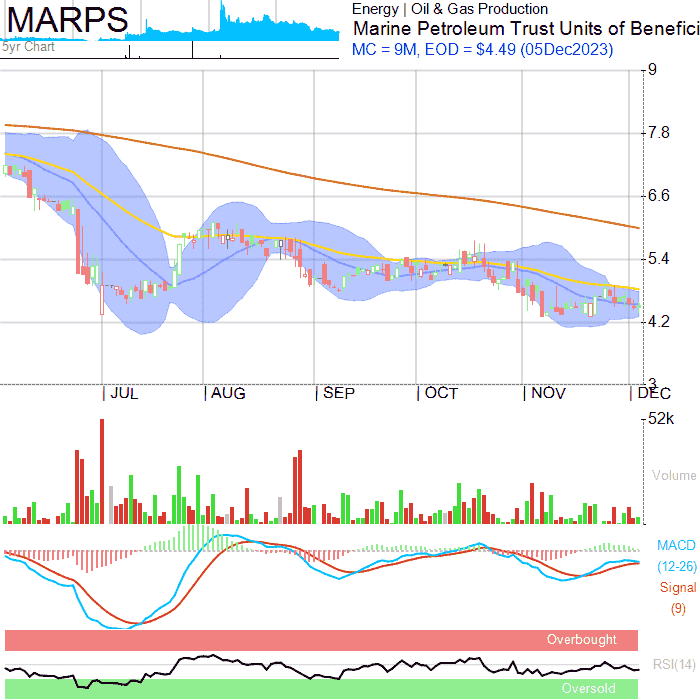 MARPS
5yr Chart
Energy | Oil & Gas Production
Marine Petroleum Trust Units of Benefici
MC = 9M, EOD = $4.49 (05Dec2023)
9
7.8
6.6
5.4
4.2
3
JUL
AUG
SEP
OCT
NOV
DEC
52k
Volume
MACD
(12-26)
Signal
(9)
Overbought
RSI(14)
Oversold